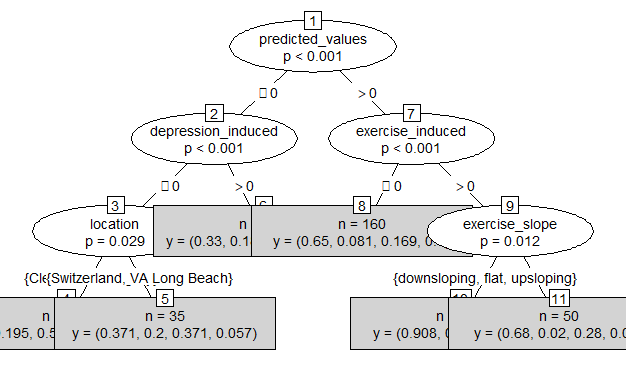 1
predicted_values
p < 0.001
0
> 0
2
depression_induced
p < 0.001
7
exercise_induced
p < 0.001
0
> 0
0
> 0
3
location
p = 0.029
n
y = (0.33, 0.1
8
n = 160
y = (0.65, 0.081, 0.169, 0.
9
exercise_slope
p = 0.012
{Switzerland, VA Long Beach}
{downsloping, flat, upsloping}
.195, 0.5
5
n = 35
y = (0.371, 0.2, 0.371, 0.057)
n
y = (0.908, 0
11
n = 50
y = (0.68, 0.02, 0.28, 0.0